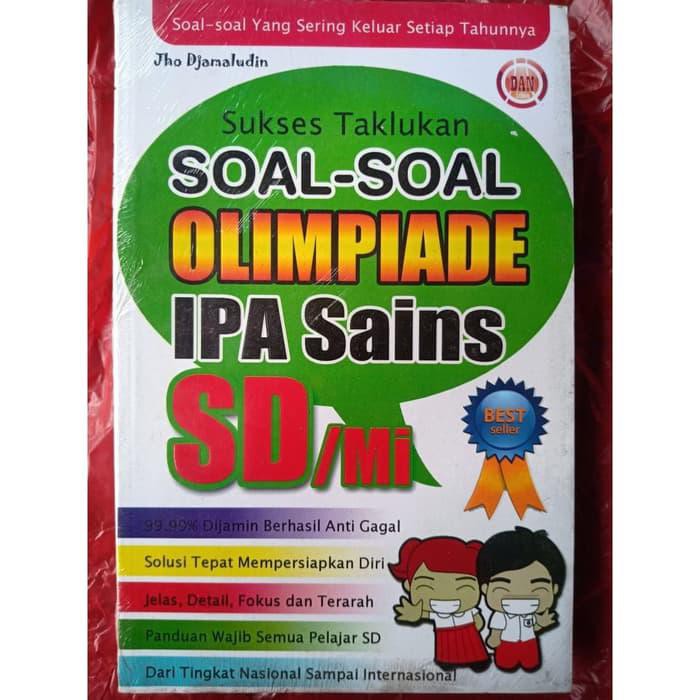 Soal-soal Yang Sering Keluar Setiap Tahunnya
Jho Djamaludin
DAN
Sukses Taklukan
SOAL-SOAL
OLIMPIADE
IPA Sains
SD/Mi
BEST
seller
99.99% Dijamin Berhasil Anti Gagal
Solusi Tepat Mempersiapkan Diri
Jelas, Detail, Fokus dan Terarah
Panduan Wajib Semua Pelajar SD
Dari Tingkat Nasional Sampai Internasional